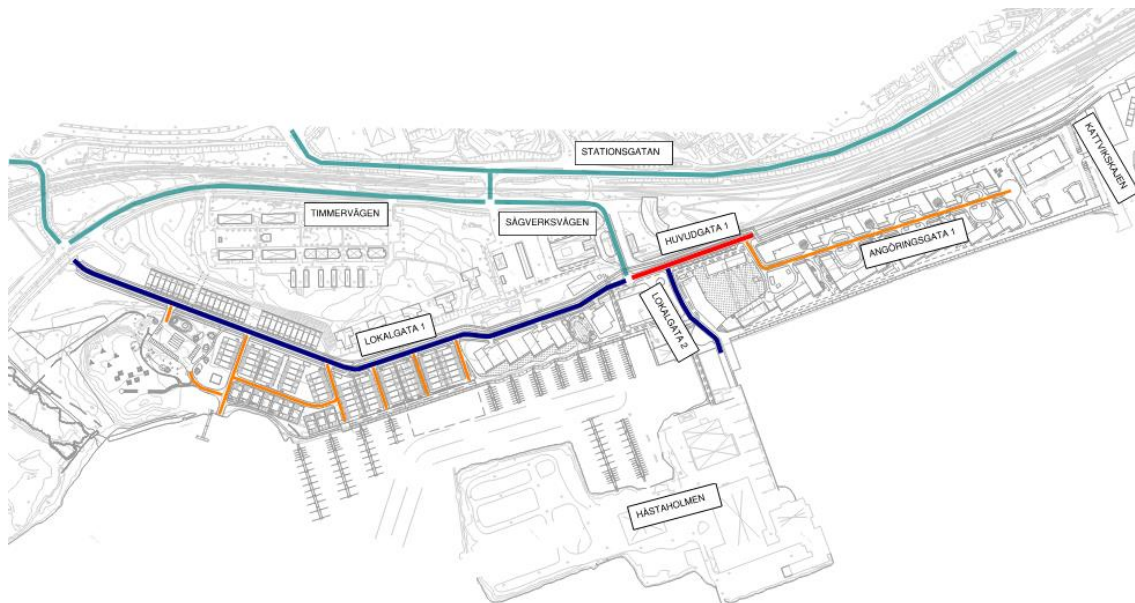 STATIONSGATAN
KATTVIKSKAJEN
TIMMERVÄGEN
SÅGVERKSVÄGEN
HUVUDGATA 1
ANGÖRINGSGATA 1
LOKALGATA 1
LOKALGATA 2
HÄSTAHOLMEN